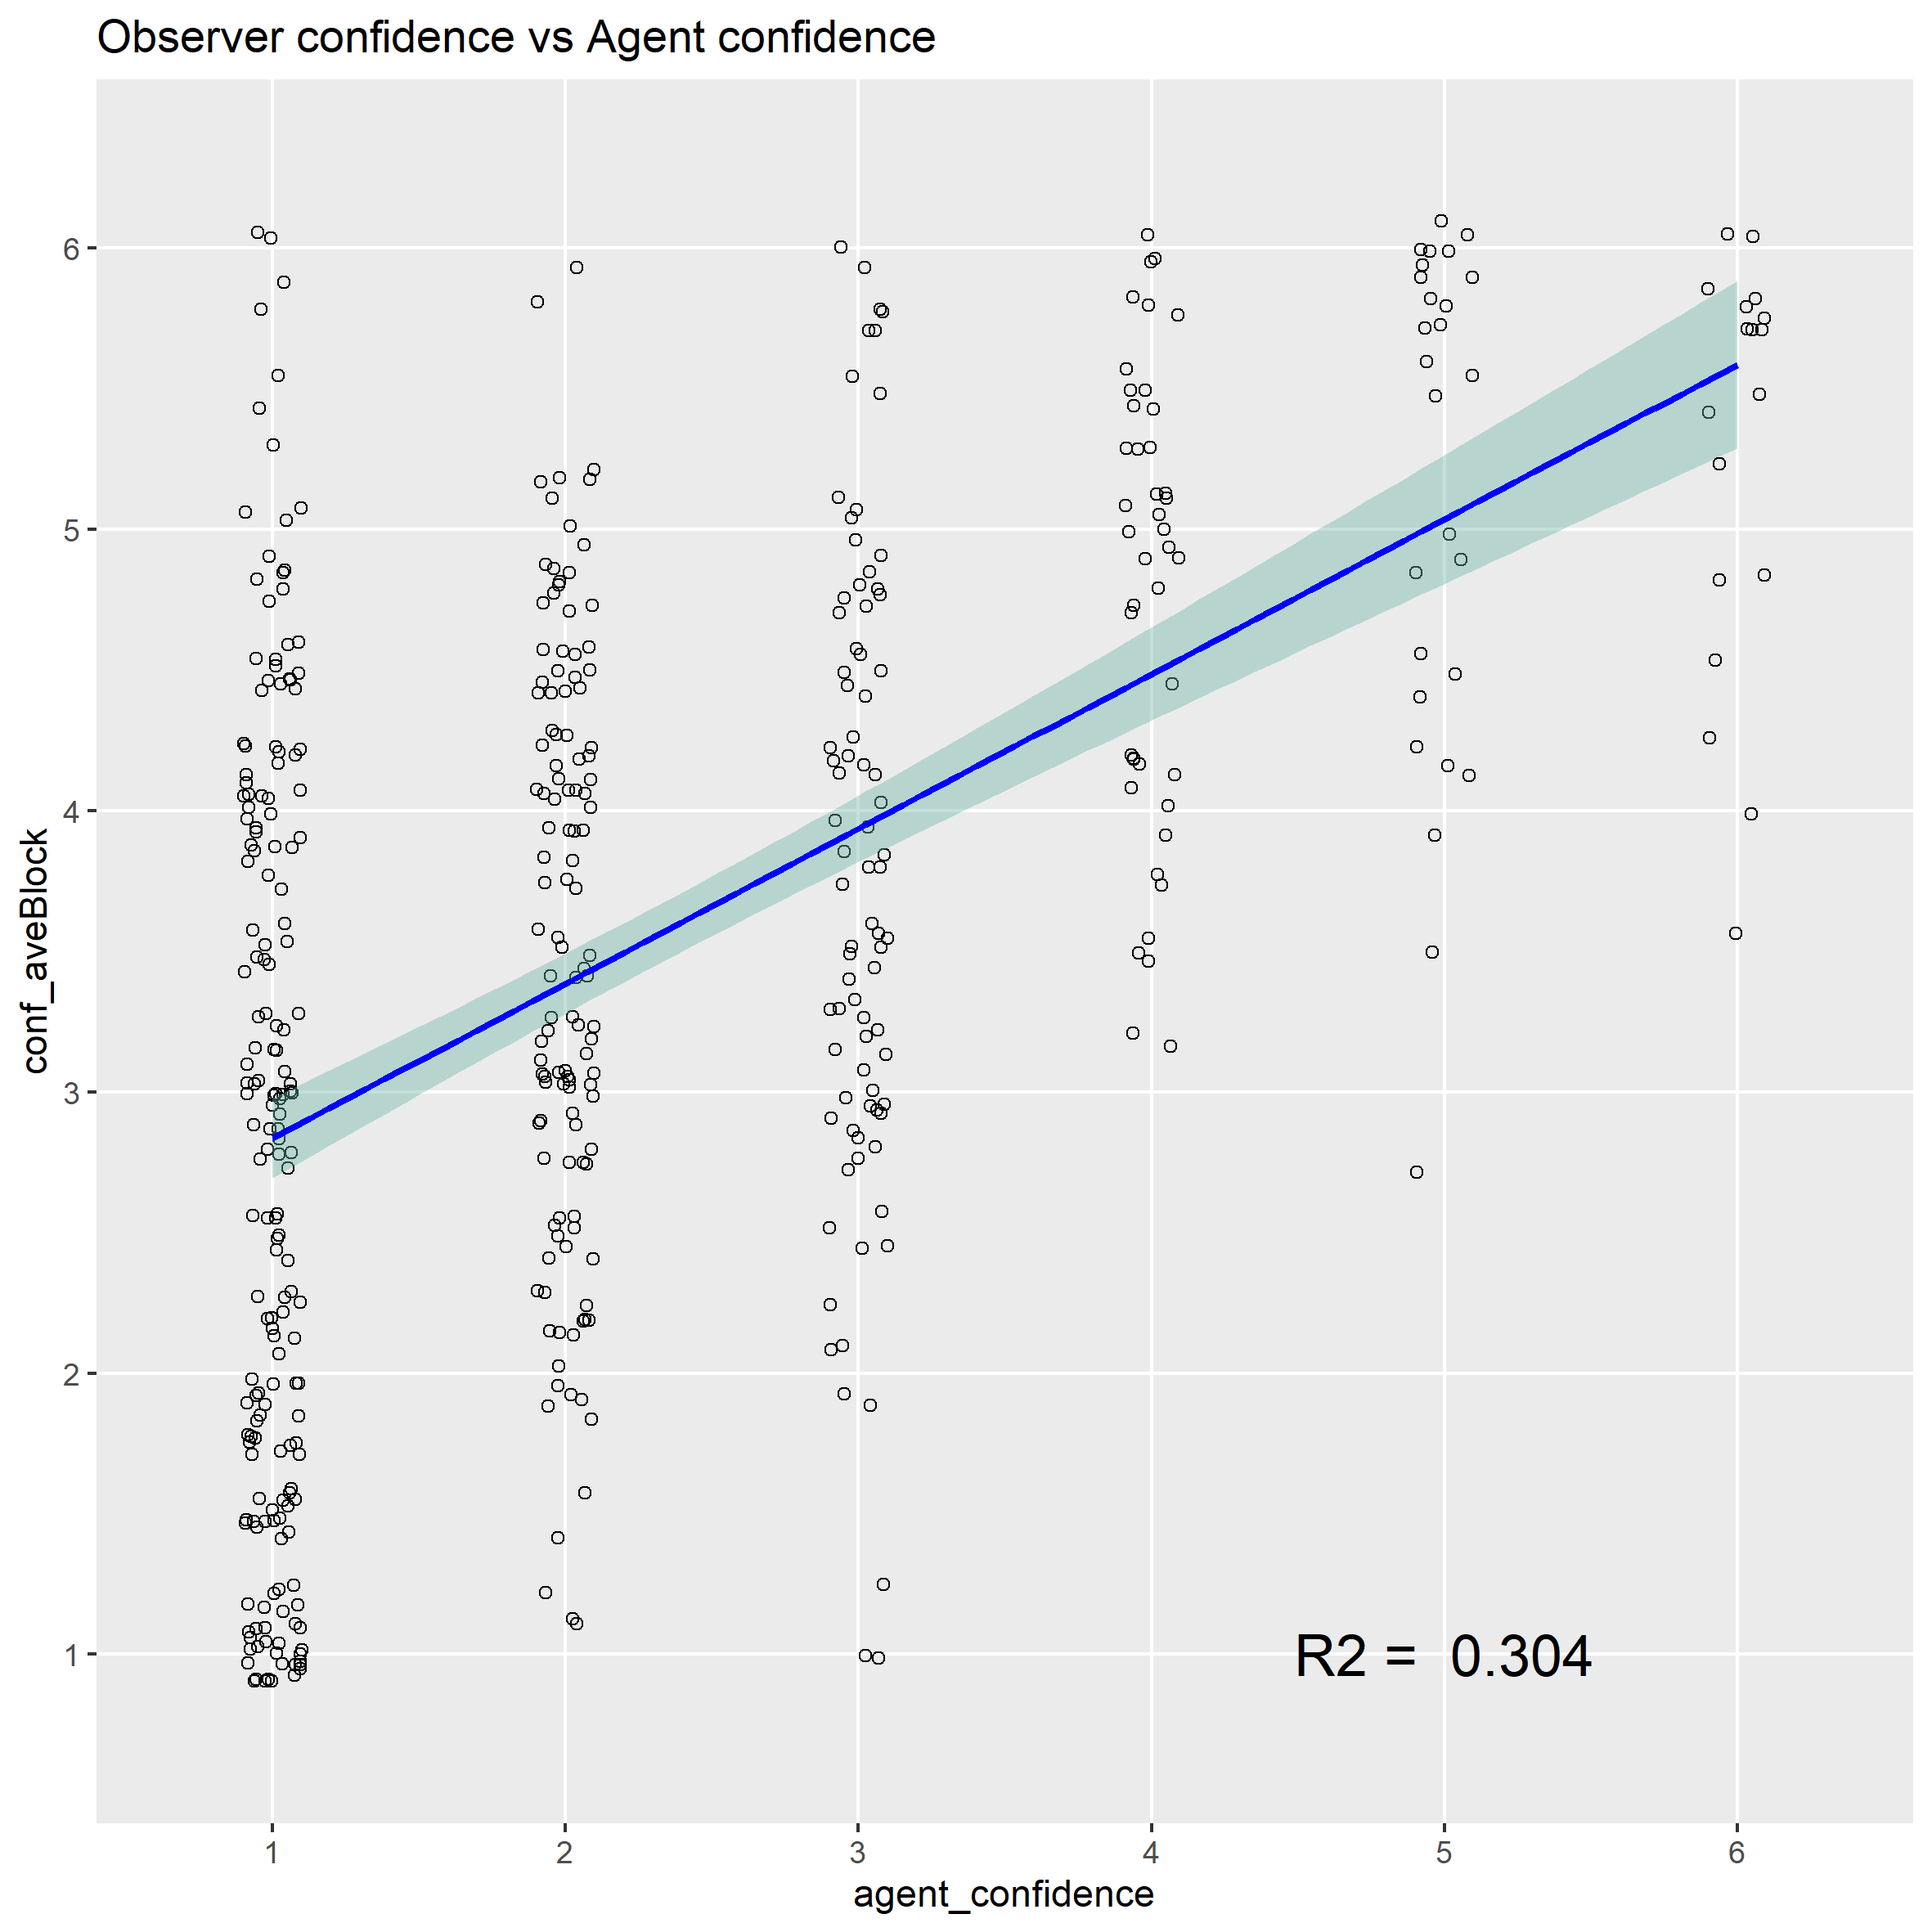 Observer confidence vs Agent confidence
6
5
4
3
2
1
conf_aveBlock
R2 =  0.304
1 2 3 4 5 6
agent_confidence